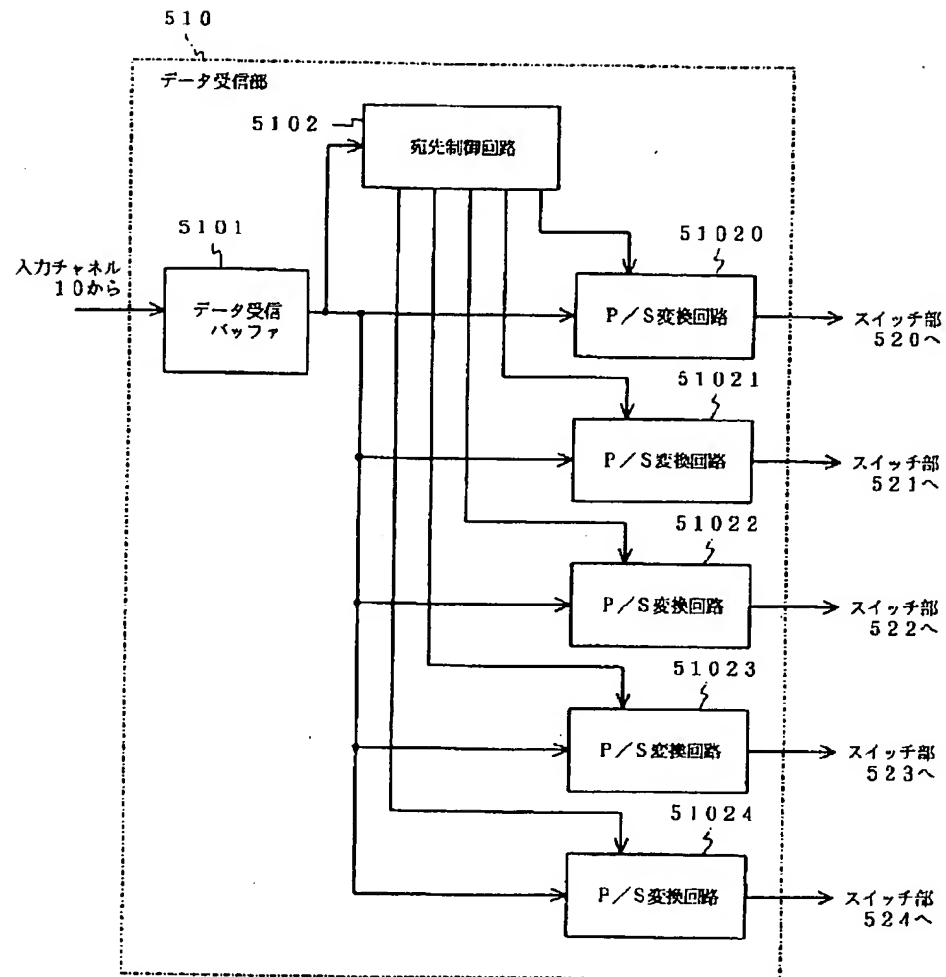 ５１０
データ受信部
５１０２
宛先制御回路
５１０１
入力チャネル
１０から
データ受信
バッファ
５１０２０
Ｐ／Ｓ変換回路
スイッチ部
５２０へ
５１０２１
Ｐ／Ｓ変換回路
スイッチ部
５２１へ
５１０２２
Ｐ／Ｓ変換回路
スイッチ部
５２２へ
５１０２３
Ｐ／Ｓ変換回路
スイッチ部
５２３へ
５１０２４
Ｐ／Ｓ変換回路
スイッチ部
５２４へ